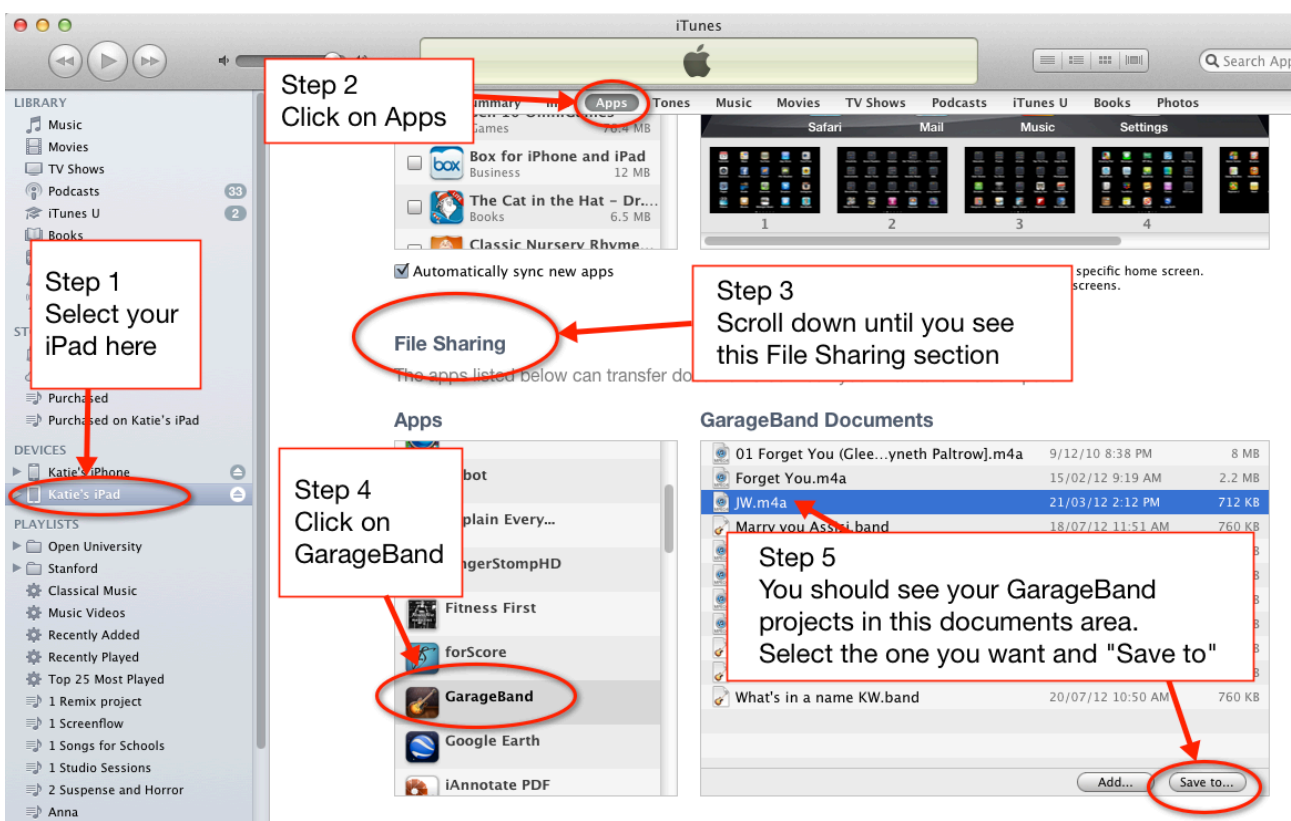 iTunes
Search App
Step 2
Click on Apps
Apps
Tones
Music
Movies
TV Shows
Podcasts
iTunes U
Books
Photos
LIBRARY
Music
Movies
TV Shows
Podcasts
33
iTunes U
2
Books
Games
76.4 MB
Box for iPhone and iPad
Business
12 MB
The Cat in the Hat – Dr....
Books
6.5 MB
Classic Nursery Rhyme...
Safari
Mail
Music
Settings
1
2
3
4
Automatically sync new apps
specific home screen.
screens.
Step 1
Select your
iPad here
Step 3
Scroll down until you see
this File Sharing section
File Sharing
The apps listed below can transfer
Purchased
Purchased on Katie's iPad
DEVICES
Katie's iPhone
Katie's iPad
PLAYLISTS
Open University
Stanford
Classical Music
Music Videos
Recently Added
Recently Played
Top 25 Most Played
1 Remix project
1 Screenflow
1 Songs for Schools
1 Studio Sessions
2 Suspense and Horror
Anna
Apps
Step 4
Click on
GarageBand
Fitness First
forScore
GarageBand
Google Earth
iAnnotate PDF
GarageBand Documents
01 Forget You (Glee...yneth Paltrow].m4a 9/12/10 8:38 PM 8 MB
Forget You.m4a 15/02/12 9:19 AM 2.2 MB
JW.m4a 21/03/12 2:12 PM 712 KB
Marry you Assisi.band 18/07/12 11:51 AM 760 KB
Step 5
You should see your GarageBand
projects in this documents area.
Select the one you want and "Save to"
What's in a name KW.band 20/07/12 10:50 AM 760 KB
Add...
Save to...